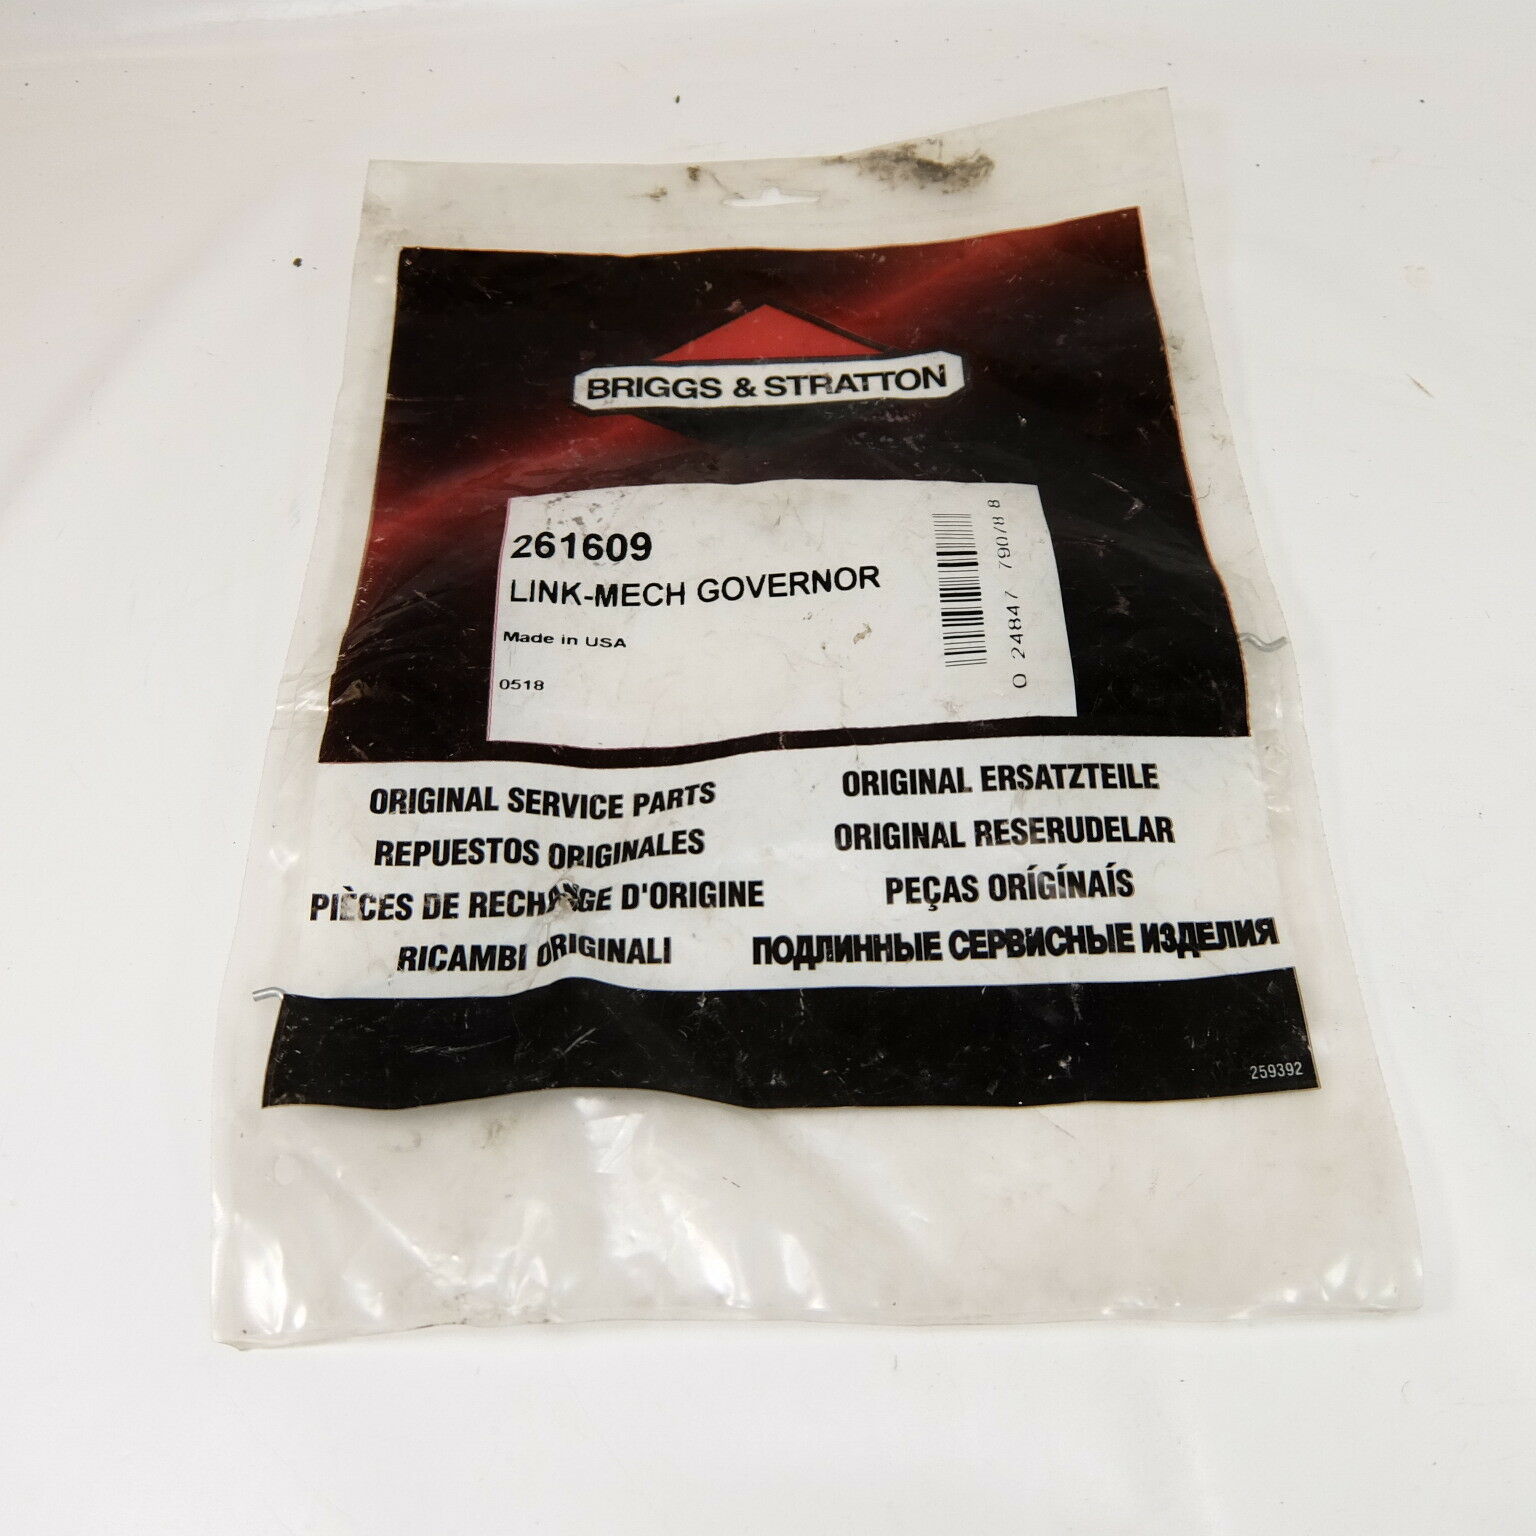 BRIGGS & STRATTON
261609
LINK-MECH GOVERNOR
Made in USA
0518
0 24847 79078 8
ORIGINAL SERVICE PARTS
REPUESTOS ORIGINALES
PIÈCES DE RECHANGE D'ORIGINE
RICAMBI ORIGINALI
ORIGINAL ERSATZTEILE
ORIGINAL RESERUDELAR
PEÇAS ORÍGÍNAÍS
ПОДЛИННЫЕ СЕРВИСНЫЕ ИЗДЕЛИЯ
259392